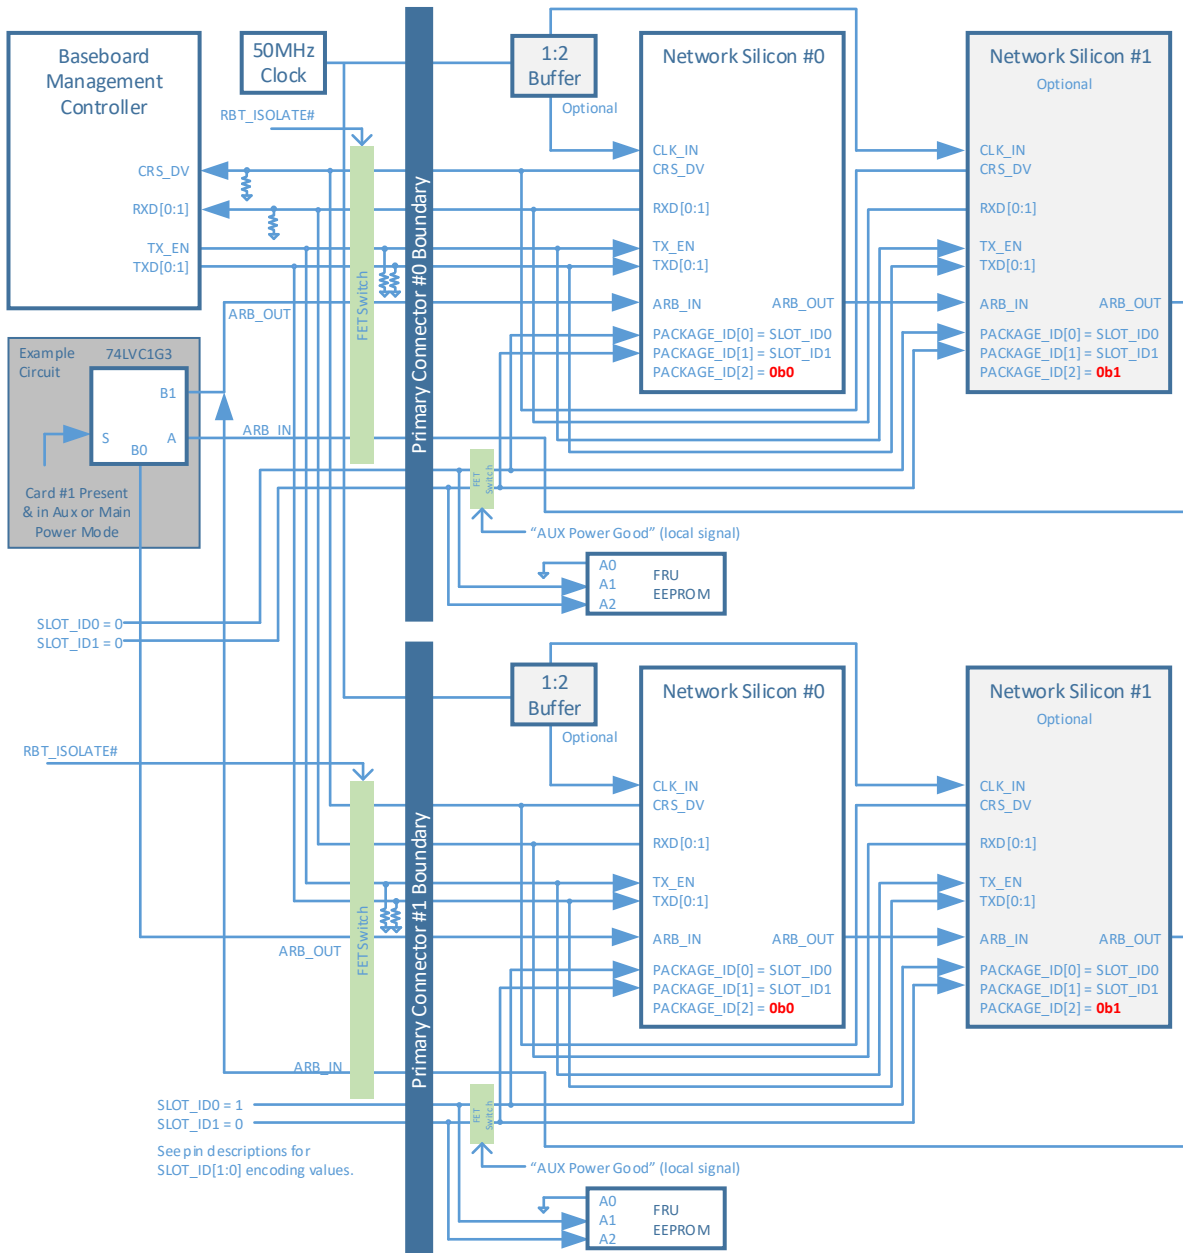 Baseboard
Management
Controller
CRS_DV
RXD[0:1]
TX_EN
TXD[0:1]
50MHz
Clock
RBT_ISOLATE#
FET Switch
Primary Connector #0 Boundary
1:2
Buffer
Optional
Network Silicon #0
CLK_IN
CRS_DV
RXD[0:1]
TX_EN
TXD[0:1]
ARB_IN
ARB_OUT
PACKAGE_ID[0] = SLOT_ID0
PACKAGE_ID[1] = SLOT_ID1
PACKAGE_ID[2] = 0b0
Network Silicon #1
Optional
CLK_IN
CRS_DV
RXD[0:1]
TX_EN
TXD[0:1]
ARB_IN
ARB_OUT
PACKAGE_ID[0] = SLOT_ID0
PACKAGE_ID[1] = SLOT_ID1
PACKAGE_ID[2] = 0b1
ARB_OUT
Example
Circuit
74LVC1G3
B1
S
A
B0
Card #1 Present
& in Aux or Main
Power Mode
ARB_IN
FET
Switch
“AUX Power Good” (local signal)
A0
A1
A2
FRU
EEPROM
SLOT_ID0 = 0
SLOT_ID1 = 0
RBT_ISOLATE#
FET Switch
Primary Connector #1 Boundary
1:2
Buffer
Optional
Network Silicon #0
CLK_IN
CRS_DV
RXD[0:1]
TX_EN
TXD[0:1]
ARB_IN
ARB_OUT
PACKAGE_ID[0] = SLOT_ID0
PACKAGE_ID[1] = SLOT_ID1
PACKAGE_ID[2] = 0b0
Network Silicon #1
Optional
CLK_IN
CRS_DV
RXD[0:1]
TX_EN
TXD[0:1]
ARB_IN
ARB_OUT
PACKAGE_ID[0] = SLOT_ID0
PACKAGE_ID[1] = SLOT_ID1
PACKAGE_ID[2] = 0b1
ARB_OUT
ARB_IN
SLOT_ID0 = 1
SLOT_ID1 = 0
See pin descriptions for
SLOT_ID[1:0] encoding values.
FET
Switch
“AUX Power Good” (local signal)
A0
A1
A2
FRU
EEPROM